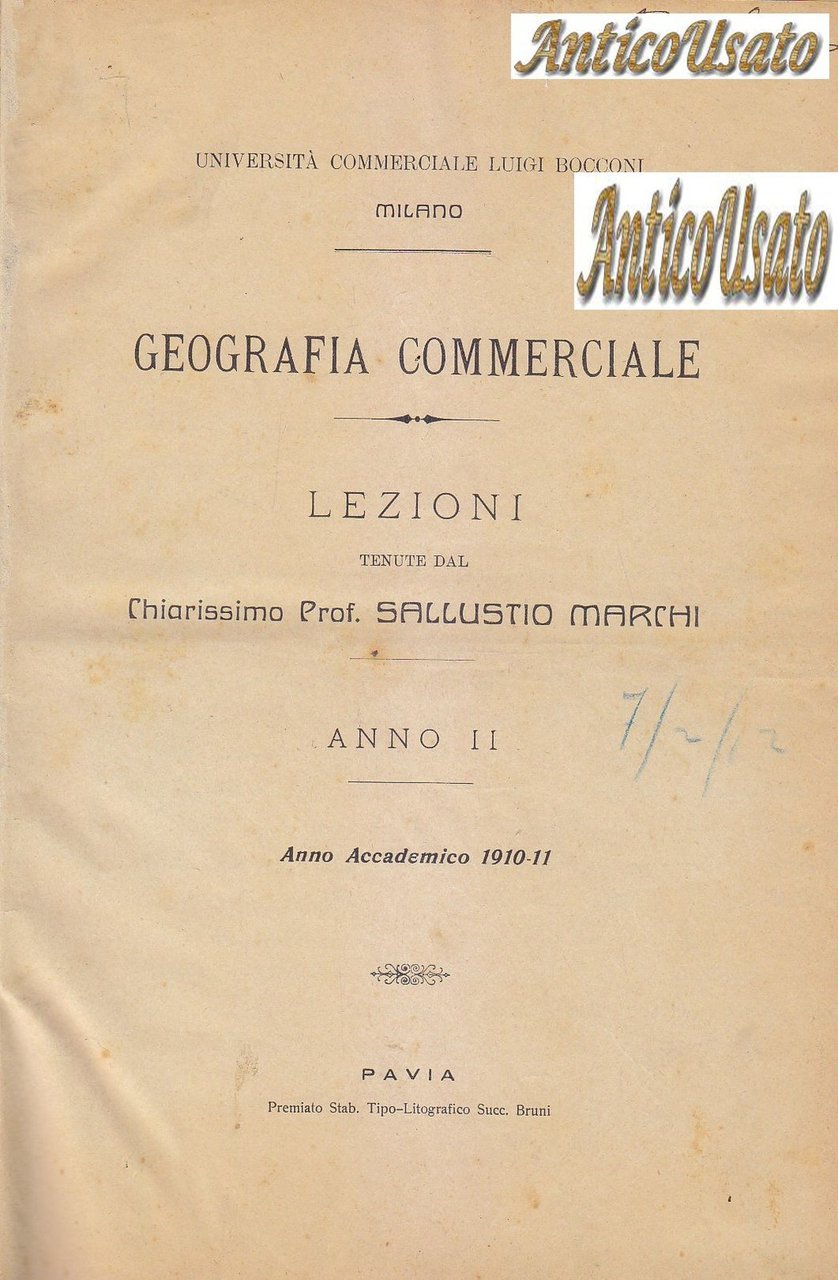 AnticoUsato
UNIVERSITÀ COMMERCIALE LUIGI BOCCONI
AnticoUsato
MILANO
GEOGRAFIA COMMERCIALE
LEZIONI
TENUTE DAL
Chiarissimo Prof. SALLUSTIO MARCHI
ANNO II
7/2/12
Anno Accademico 1910-11
PAVIA
Premiato Stab. Tipo-Litografico Succ. Bruni